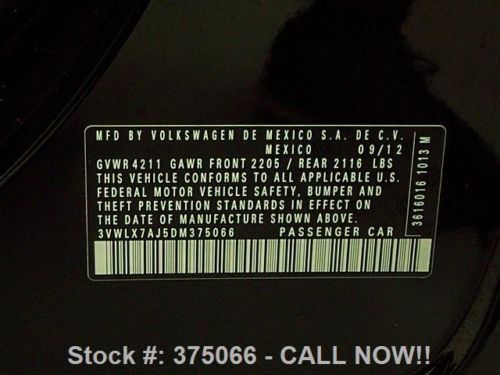 MFD BY VOLKSWAGEN DE MEXICO S.A. DE C.V.
MEXICO 09/12
GVWR 4211 GAWR FRONT 2205 / REAR 2116 LBS
THIS VEHICLE CONFORMS TO ALL APPLICABLE U.S.
FEDERAL MOTOR VEHICLE SAFETY, BUMPER AND
THEFT PREVENTION STANDARDS IN EFFECT ON
THE DATE OF MANUFACTURE SHOWN ABOVE.
3VWLX7AJ5DM375066 PASSENGER CAR
3616016 1013 M
Stock #: 375066 - CALL NOW!!